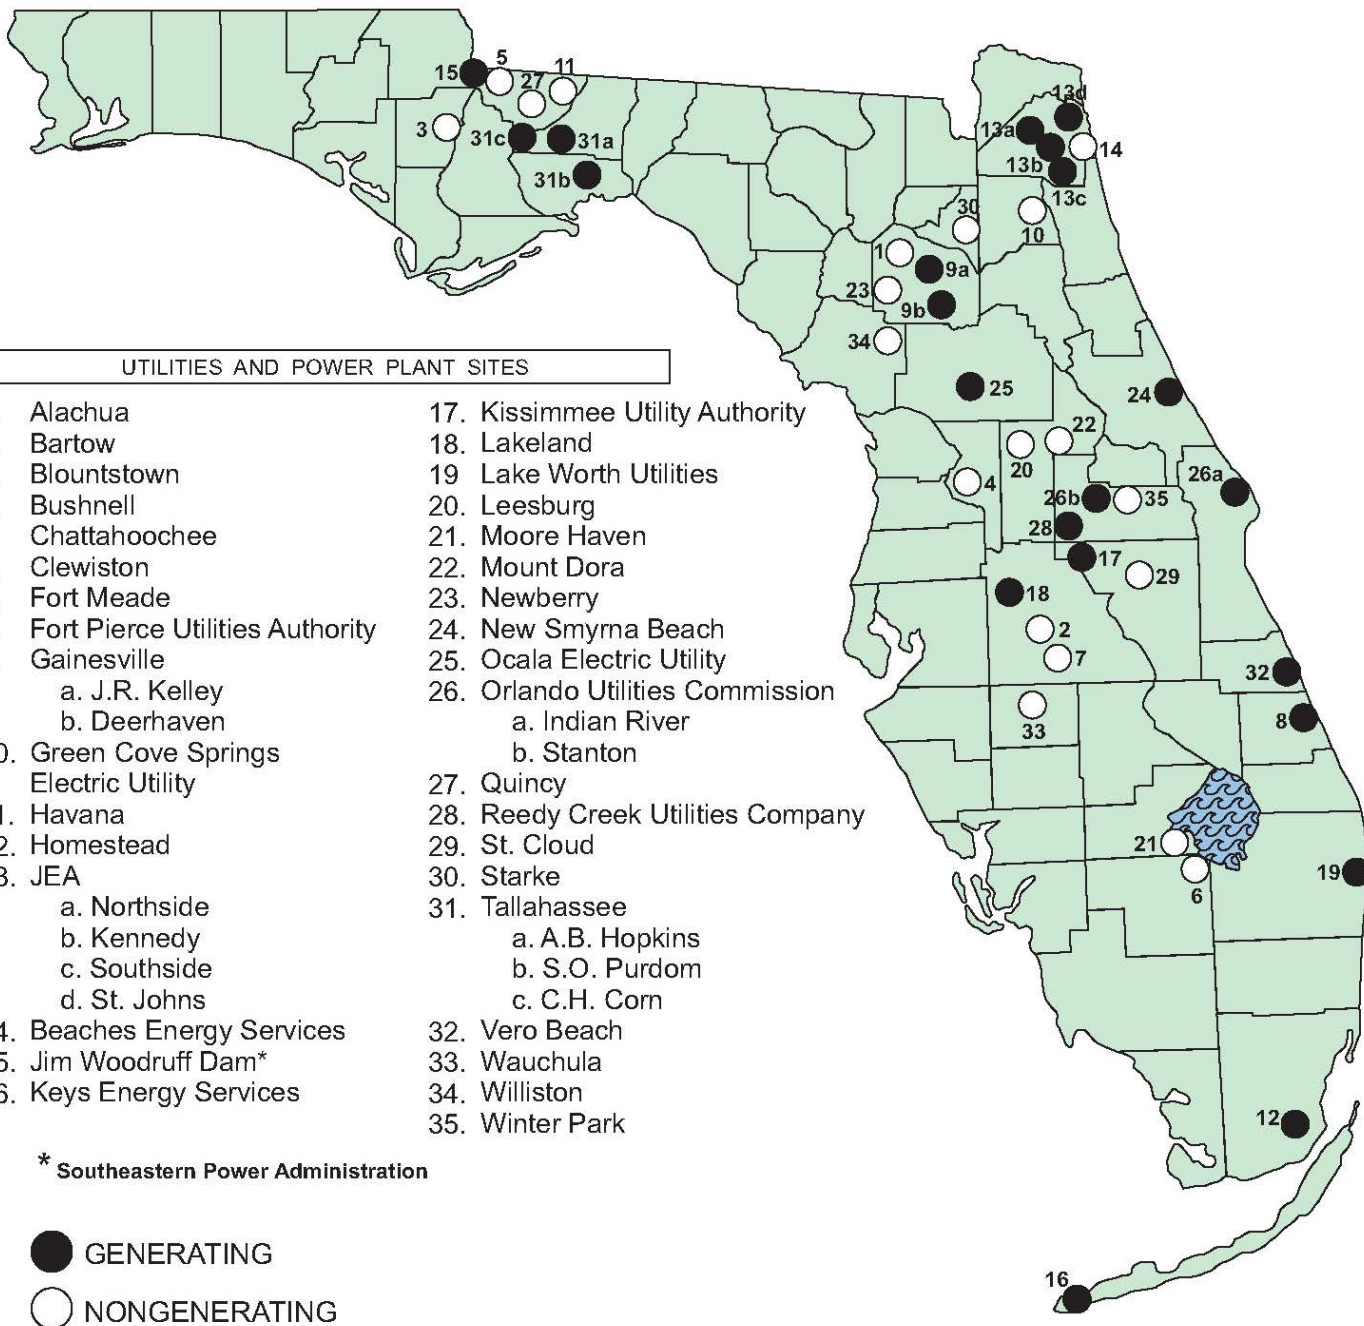 15
5
27
11
3
31c
31a
31b
13d
13a
14
13b
13c
30
10
1
9a
23
9b
34
UTILITIES AND POWER PLANT SITES
25
24
22
20
4
26a
26b
35
28
17
29
18
2
7
32
33
8
21
6
19
12
16
Alachua
Bartow
Blountstown
Bushnell
Chattahoochee
Clewiston
Fort Meade
Fort Pierce Utilities Authority
Gainesville
a. J.R. Kelley
b. Deerhaven
0. Green Cove Springs
Electric Utility
1. Havana
2. Homestead
3. JEA
a. Northside
b. Kennedy
c. Southside
d. St. Johns
4. Beaches Energy Services
5. Jim Woodruff Dam*
6. Keys Energy Services
17. Kissimmee Utility Authority
18. Lakeland
19 Lake Worth Utilities
20. Leesburg
21. Moore Haven
22. Mount Dora
23. Newberry
24. New Smyrna Beach
25. Ocala Electric Utility
26. Orlando Utilities Commission
a. Indian River
b. Stanton
27. Quincy
28. Reedy Creek Utilities Company
29. St. Cloud
30. Starke
31. Tallahassee
a. A.B. Hopkins
b. S.O. Purdom
c. C.H. Corn
32. Vero Beach
33. Wauchula
34. Williston
35. Winter Park
* Southeastern Power Administration
GENERATING
NONGENERATING